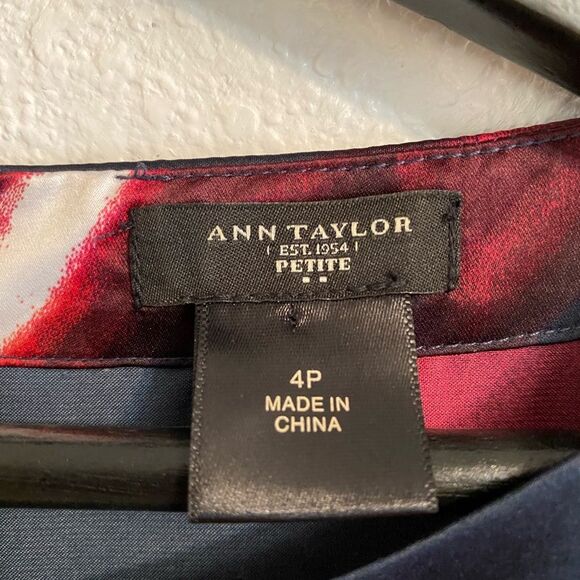 ANN TAYLOR
EST. 1954
PETITE
4P
MADE IN
CHINA